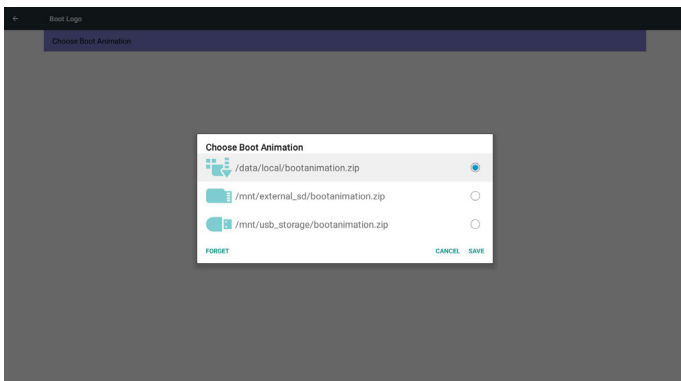 Boot Logo
Choose Boot Animation
Choose Boot Animation
/data/local/bootanimation.zip
/mnt/external_sd/bootanimation.zip
/mnt/usb_storage/bootanimation.zip
FORGET CANCEL SAVE